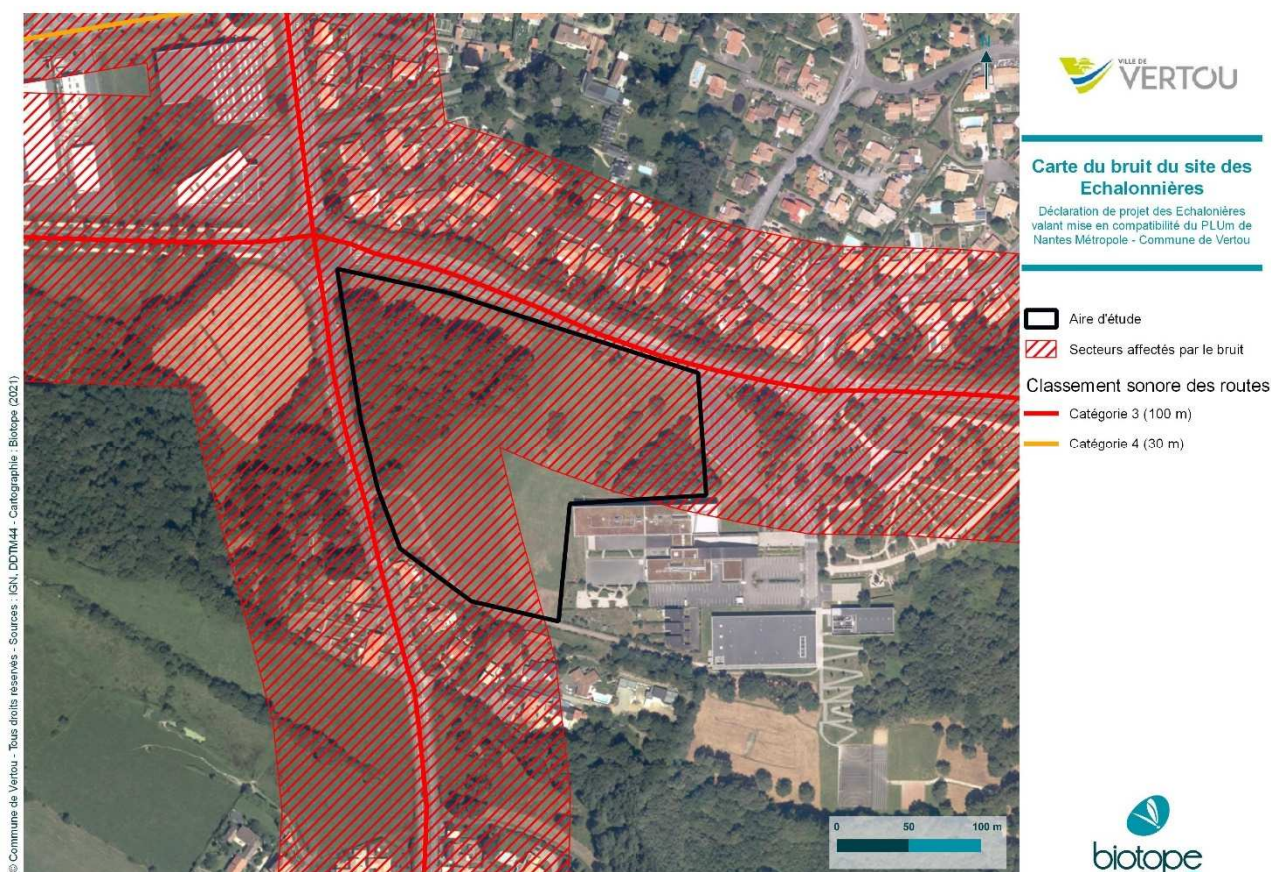 N
VILLE DE
VERTOU
Carte du bruit du site des
Echalonnières
Déclaration de projet des Echalonières
valant mise en compatibilité du PLUm de
Nantes Métropole - Commune de Vertou
Aire d'étude
Secteurs affectés par le bruit
Classement sonore des routes
Catégorie 3 (100 m)
Catégorie 4 (30 m)
0 50 100 m
biotope
© Commune de Vertou - Tous droits réservés - Sources : IGN, DDTM44 - Cartographie : Biotope (2021)